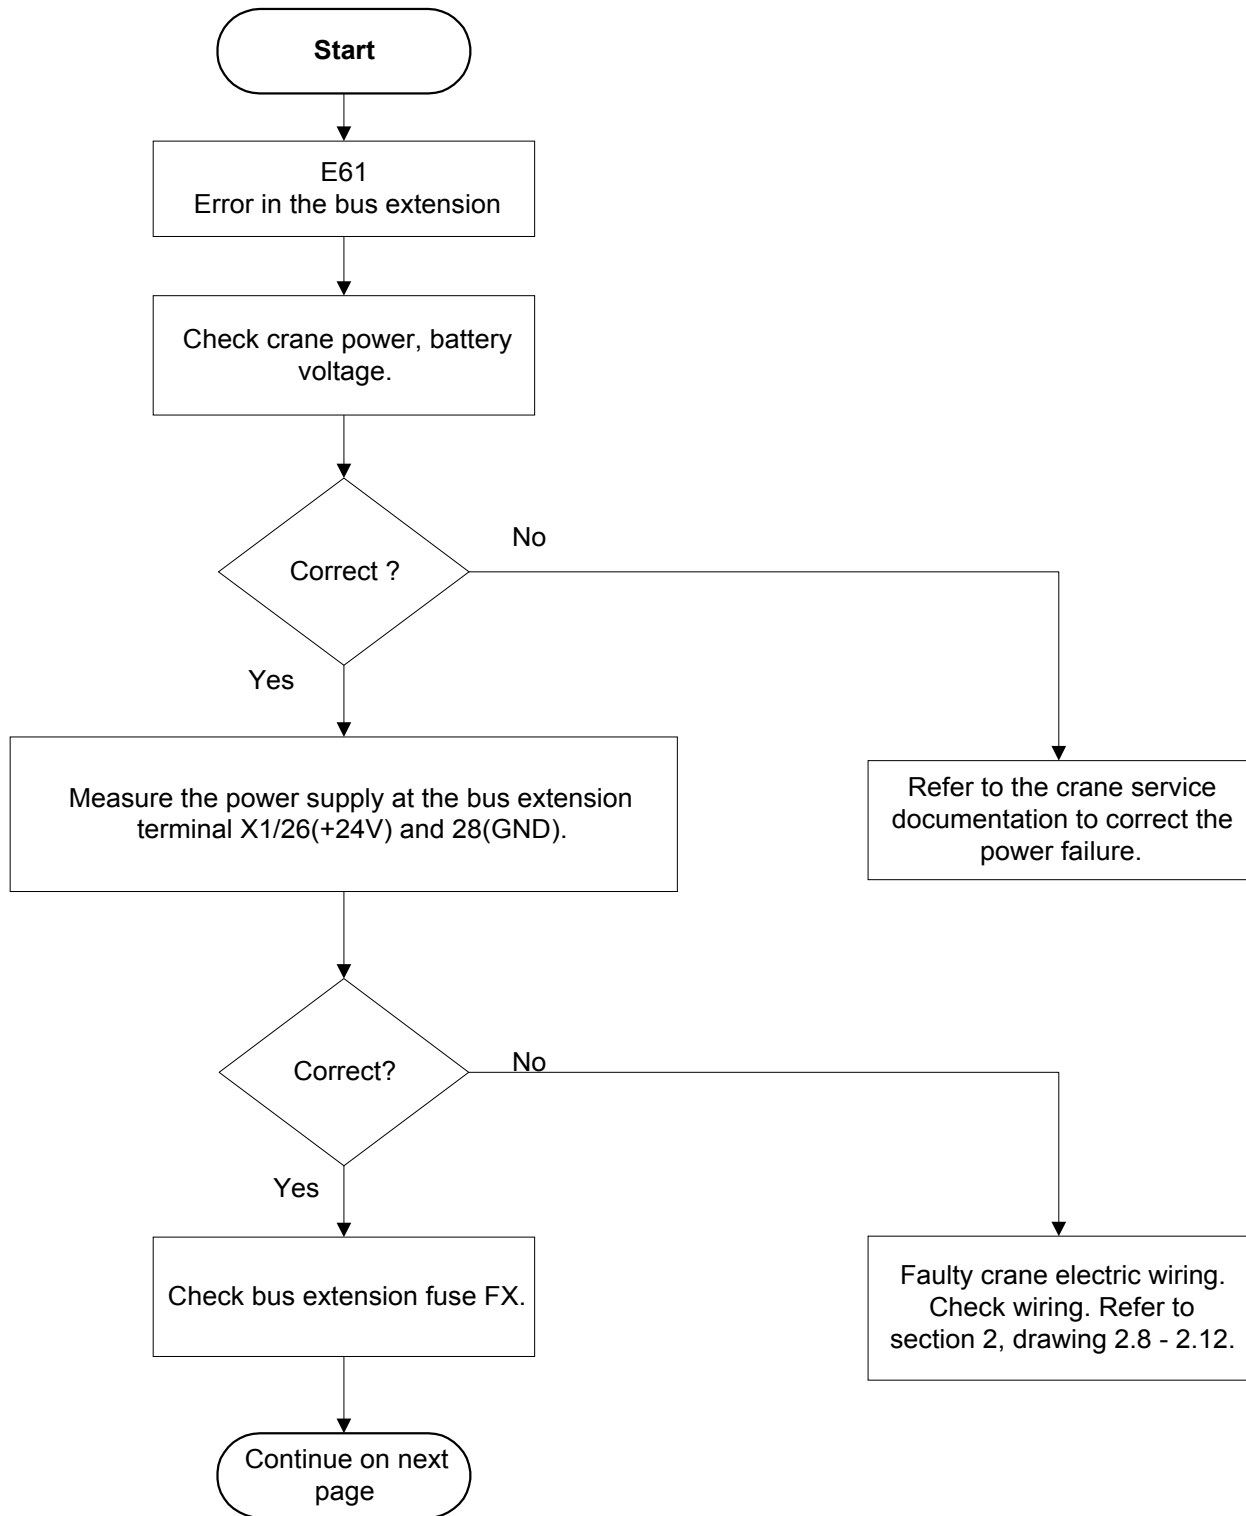 Start
E61
Error in the bus extension
Check crane power, battery
voltage.
Correct ?
No
Yes
Measure the power supply at the bus extension
terminal X1/26(+24V) and 28(GND).
Refer to the crane service
documentation to correct the
power failure.
Correct?
No
Yes
Check bus extension fuse FX.
Faulty crane electric wiring.
Check wiring. Refer to
section 2, drawing 2.8 - 2.12.
Continue on next
page